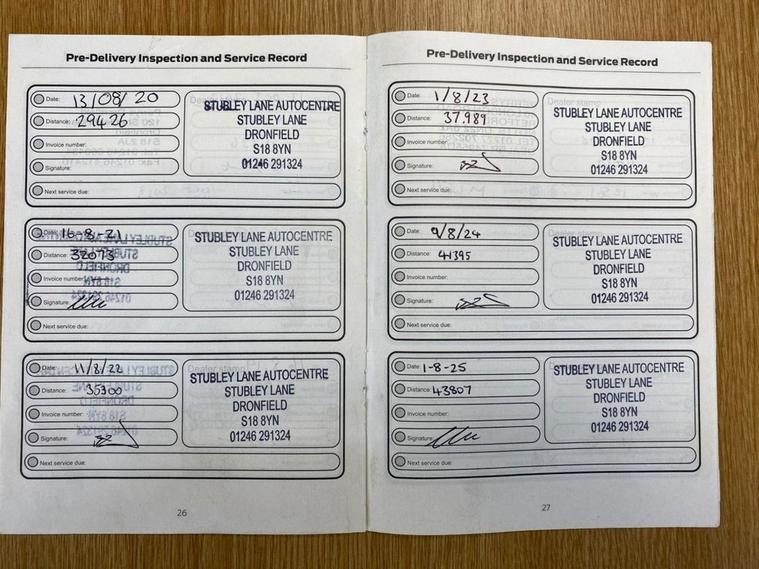 Pre-Delivery Inspection and Service Record
Date: 13/08/20
Distance: 29426
Invoice number:
Signature:
Next service due:
STUBLEY LANE AUTOCENTRE
STUBLEY LANE
DRONFIELD
S18 8YN
01246 291324
Date: 16-8-21
Distance: 32073
Invoice number:
Signature:
Next service due:
STUBLEY LANE AUTOCENTRE
STUBLEY LANE
DRONFIELD
S18 8YN
01246 291324
Date: 11/8/22
Distance: 35300
Invoice number:
Signature:
Next service due:
STUBLEY LANE AUTOCENTRE
STUBLEY LANE
DRONFIELD
S18 8YN
01246 291324
26
Pre-Delivery Inspection and Service Record
Date: 1/8/23
Distance: 37.989
Invoice number:
Signature:
Next service due:
Dealer stamp
STUBLEY LANE AUTOCENTRE
STUBLEY LANE
DRONFIELD
S18 8YN
01246 291324
Date: 9/8/24
Distance: 41395
Invoice number:
Signature:
Next service due:
STUBLEY LANE AUTOCENTRE
STUBLEY LANE
DRONFIELD
S18 8YN
01246 291324
Date: 1-8-25
Distance: 43807
Invoice number:
Signature:
Next service due:
STUBLEY LANE AUTOCENTRE
STUBLEY LANE
DRONFIELD
S18 8YN
01246 291324
27